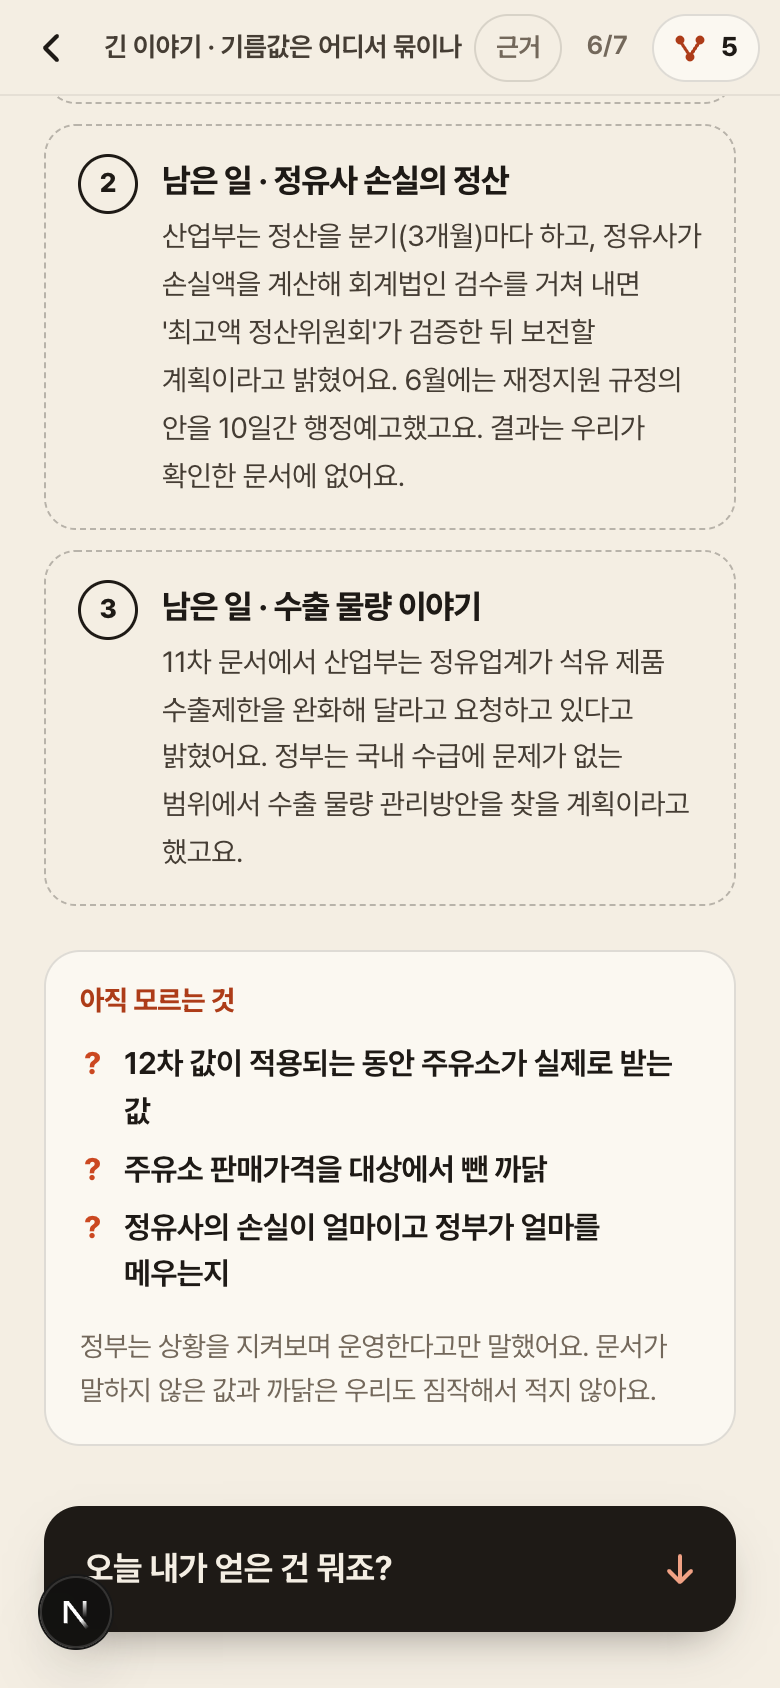 긴 이야기 · 기름값은 어디서 묶이나
근거
6/7
5
2
남은 일 · 정유사 손실의 정산
산업부는 정산을 분기(3개월)마다 하고, 정유사가
손실액을 계산해 회계법인 검수를 거쳐 내면
'최고액 정산위원회'가 검증한 뒤 보전할
계획이라고 밝혔어요. 6월에는 재정지원 규정의
안을 10일간 행정예고했고요. 결과는 우리가
확인한 문서에 없어요.
3
남은 일 · 수출 물량 이야기
11차 문서에서 산업부는 정유업계가 석유 제품
수출제한을 완화해 달라고 요청하고 있다고
밝혔어요. 정부는 국내 수급에 문제가 없는
범위에서 수출 물량 관리방안을 찾을 계획이라고
했고요.
아직 모르는 것
? 12차 값이 적용되는 동안 주유소가 실제로 받는
값
? 주유소 판매가격을 대상에서 뺀 까닭
? 정유사의 손실이 얼마이고 정부가 얼마를
메우는지
정부는 상황을 지켜보며 운영한다고만 말했어요. 문서가
말하지 않은 값과 까닭은 우리도 짐작해서 적지 않아요.
오늘 내가 얻은 건 뭐죠?
N